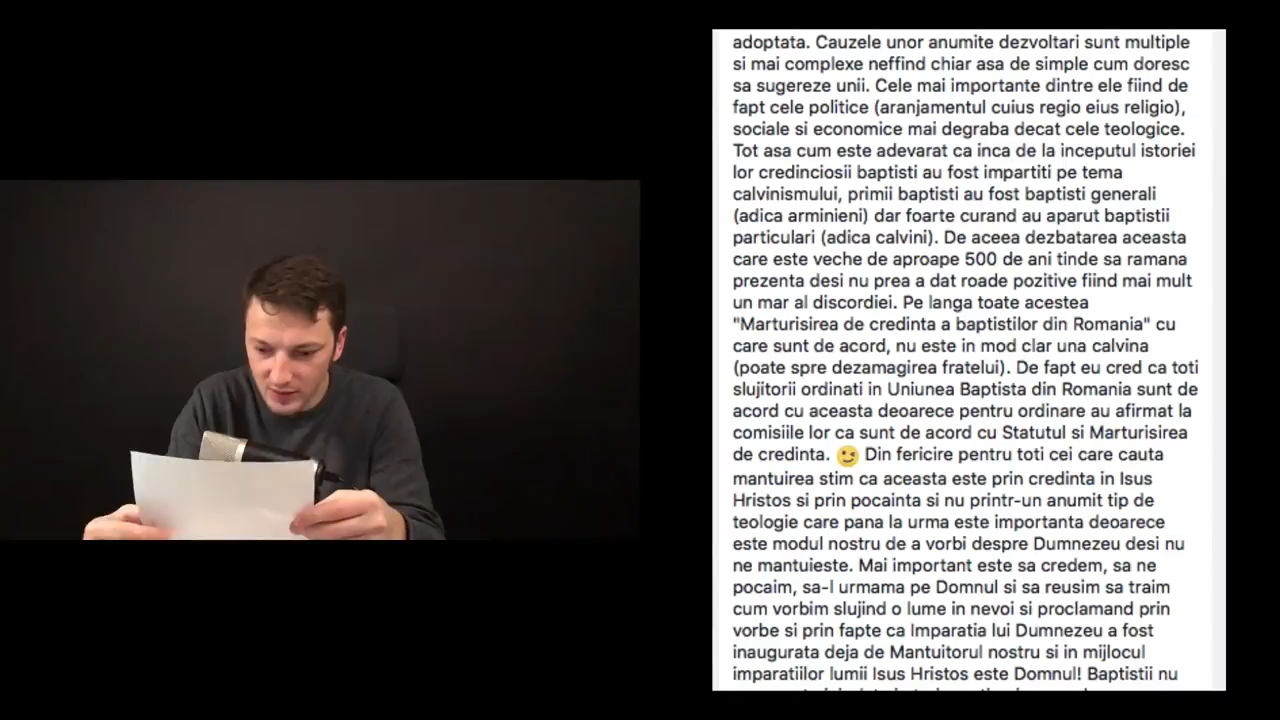 adoptata. Cauzele unor anumite dezvoltari sunt multiple
si mai complexe neffind chiar asa de simple cum doresc
sa sugereze unii. Cele mai importante dintre ele fiind de
fapt cele politice (aranjamentul cuius regio eius religio),
sociale si economice mai degraba decat cele teologice.
Tot asa cum este adevarat ca inca de la inceputul istoriei
lor credinciosii baptisti au fost impartiti pe tema
calvinismului, primii baptisti au fost baptisti generali
(adica arminieni) dar foarte curand au aparut baptistii
particulari (adica calvini). De aceea dezbatarea aceasta
care este veche de aproape 500 de ani tinde sa ramana
prezenta desi nu prea a dat roade pozitive fiind mai mult
un mar al discordiei. Pe langa toate acestea
"Marturisirea de credinta a baptistilor din Romania" cu
care sunt de acord, nu este in mod clar una calvina
(poate spre dezamagirea fratelui). De fapt eu cred ca toti
slujitorii ordinati in Uniunea Baptista din Romania sunt de
acord cu aceasta deoarece pentru ordinare au afirmat la
comisiile lor ca sunt de acord cu Statutul si Marturisirea
de credinta. 😉 Din fericire pentru toti cei care cauta
mantuirea stim ca aceasta este prin credinta in Isus
Hristos si prin pocainta si nu printr-un anumit tip de
teologie care pana la urma este importanta deoarece
este modul nostru de a vorbi despre Dumnezeu desi nu
ne mantuieste. Mai important este sa credem, sa ne
pocaim, sa-l urmama pe Domnul si sa reusim sa traim
cum vorbim slujind o lume in nevoi si proclamand prin
vorbe si prin fapte ca Imparatia lui Dumnezeu a fost
inaugurata deja de Mantuitorul nostru si in mijlocul
imparatiilor lumii Isus Hristos este Domnul! Baptistii nu